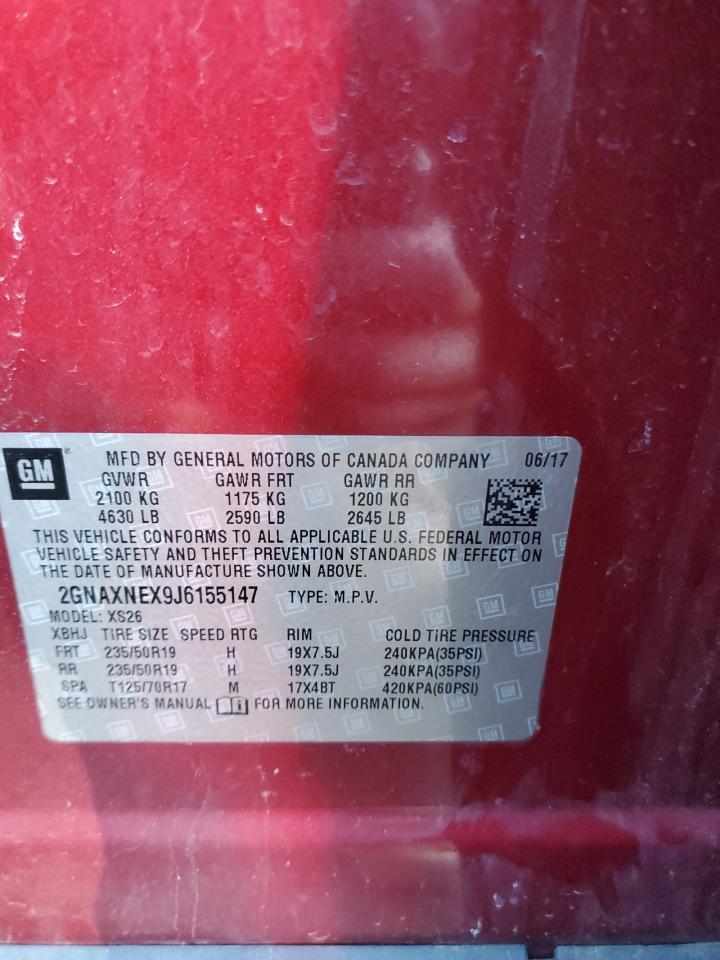 GM
MFD BY GENERAL MOTORS OF CANADA COMPANY 06/17
GVWR GAWR FRT GAWR RR
2100 KG 1175 KG 1200 KG
4630 LB 2590 LB 2645 LB
THIS VEHICLE CONFORMS TO ALL APPLICABLE U.S. FEDERAL MOTOR
VEHICLE SAFETY AND THEFT PREVENTION STANDARDS IN EFFECT ON
THE DATE OF MANUFACTURE SHOWN ABOVE.
2GNAXNEX9J6155147 TYPE: M.P.V.
MODEL: XS26
XBHJ TIRE SIZE SPEED RTG RIM COLD TIRE PRESSURE
FRT 235/50R19 H 19X7.5J 240KPA(35PSI)
RR 235/50R19 H 19X7.5J 240KPA(35PSI)
SPA T125/70R17 M 17X4BT 420KPA(60PSI)
SEE OWNER'S MANUAL FOR MORE INFORMATION.